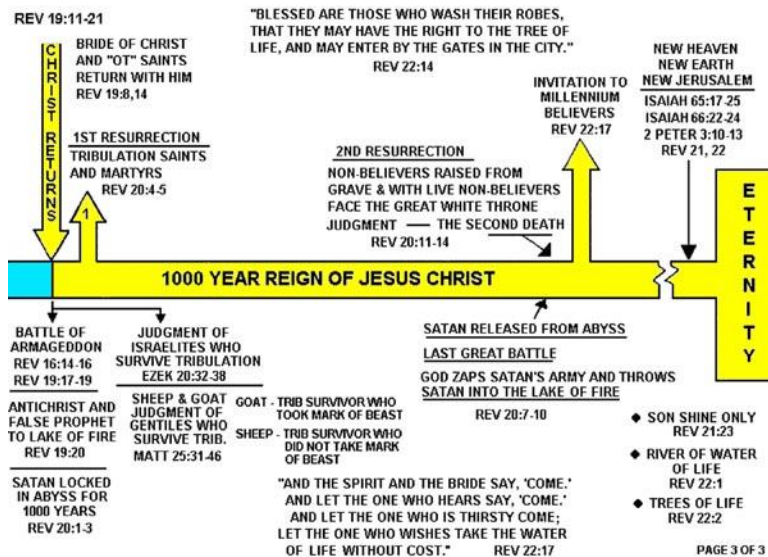 REV 19:11-21
CHRIST RETURNS
BRIDE OF CHRIST
AND "OT" SAINTS
RETURN WITH HIM
REV 19:8,14
"BLESSED ARE THOSE WHO WASH THEIR ROBES,
THAT THEY MAY HAVE THE RIGHT TO THE TREE OF
LIFE, AND MAY ENTER BY THE GATES IN THE CITY."
REV 22:14
1ST RESURRECTION
TRIBULATION SAINTS
AND MARTYRS
REV 20:4-5
1
2ND RESURRECTION
NON-BELIEVERS RAISED FROM
GRAVE & WITH LIVE NON-BELIEVERS
FACE THE GREAT WHITE THRONE
JUDGMENT — THE SECOND DEATH
REV 20:11-14
INVITATION TO
MILLENNIUM
BELIEVERS
REV 22:17
NEW HEAVEN
NEW EARTH
NEW JERUSALEM
ISAIAH 65:17-25
ISAIAH 66:22-24
2 PETER 3:10-13
REV 21, 22
1000 YEAR REIGN OF JESUS CHRIST
ETERNITY
BATTLE OF
ARMAGEDDON
REV 16:14-16
REV 19:17-19
ANTICHRIST AND
FALSE PROPHET
TO LAKE OF FIRE
REV 19:20
SATAN LOCKED
IN ABYSS FOR
1000 YEARS
REV 20:1-3
JUDGMENT OF
ISRAELITES WHO
SURVIVE TRIBULATION
EZEK 20:32-38
SHEEP & GOAT
JUDGMENT OF
GENTILES WHO
SURVIVE TRIB.
MATT 25:31-46
GOAT - TRIB SURVIVOR WHO
TOOK MARK OF BEAST
SHEEP - TRIB SURVIVOR WHO
DID NOT TAKE MARK
OF BEAST
SATAN RELEASED FROM ABYSS
LAST GREAT BATTLE
GOD ZAPS SATAN'S ARMY AND THROWS
SATAN INTO THE LAKE OF FIRE
REV 20:7-10
"AND THE SPIRIT AND THE BRIDE SAY, 'COME.'
AND LET THE ONE WHO HEARS SAY, 'COME.'
AND LET THE ONE WHO IS THIRSTY COME;
LET THE ONE WHO WISHES TAKE THE WATER
OF LIFE WITHOUT COST." REV 22:17
◆ SON SHINE ONLY
REV 21:23
◆ RIVER OF WATER
OF LIFE
REV 22:1
◆ TREES OF LIFE
REV 22:2
PAGE 3 OF 3